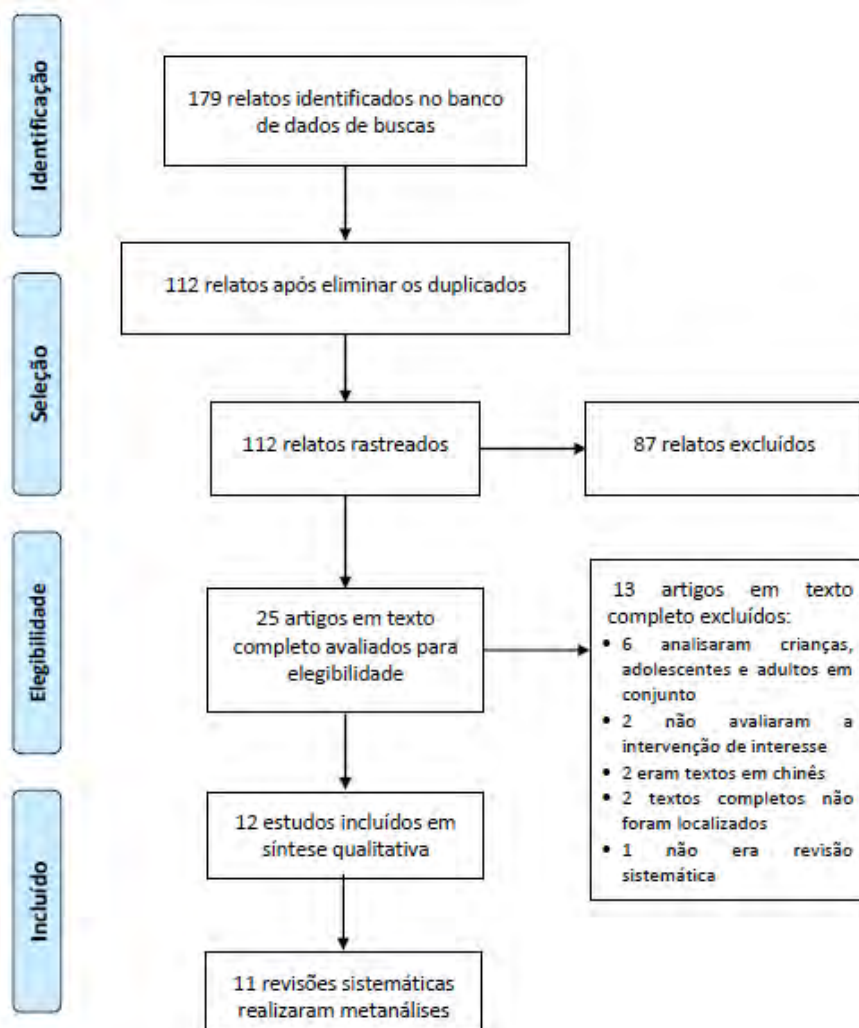 Identificação
179 relatos identificados no banco
de dados de buscas
112 relatos após eliminar os duplicados
Seleção
112 relatos rastreados
87 relatos excluídos
Elegibilidade
25 artigos em texto
completo avaliados para
elegibilidade
13 artigos em texto
completo excluídos:
• 6 analisaram crianças,
adolescentes e adultos em
conjunto
• 2 não avaliaram a
intervenção de interesse
• 2 eram textos em chinês
• 2 textos completos não
foram localizados
• 1 não era revisão
sistemática
Incluído
12 estudos incluídos em
síntese qualitativa
11 revisões sistemáticas
realizaram metanálises